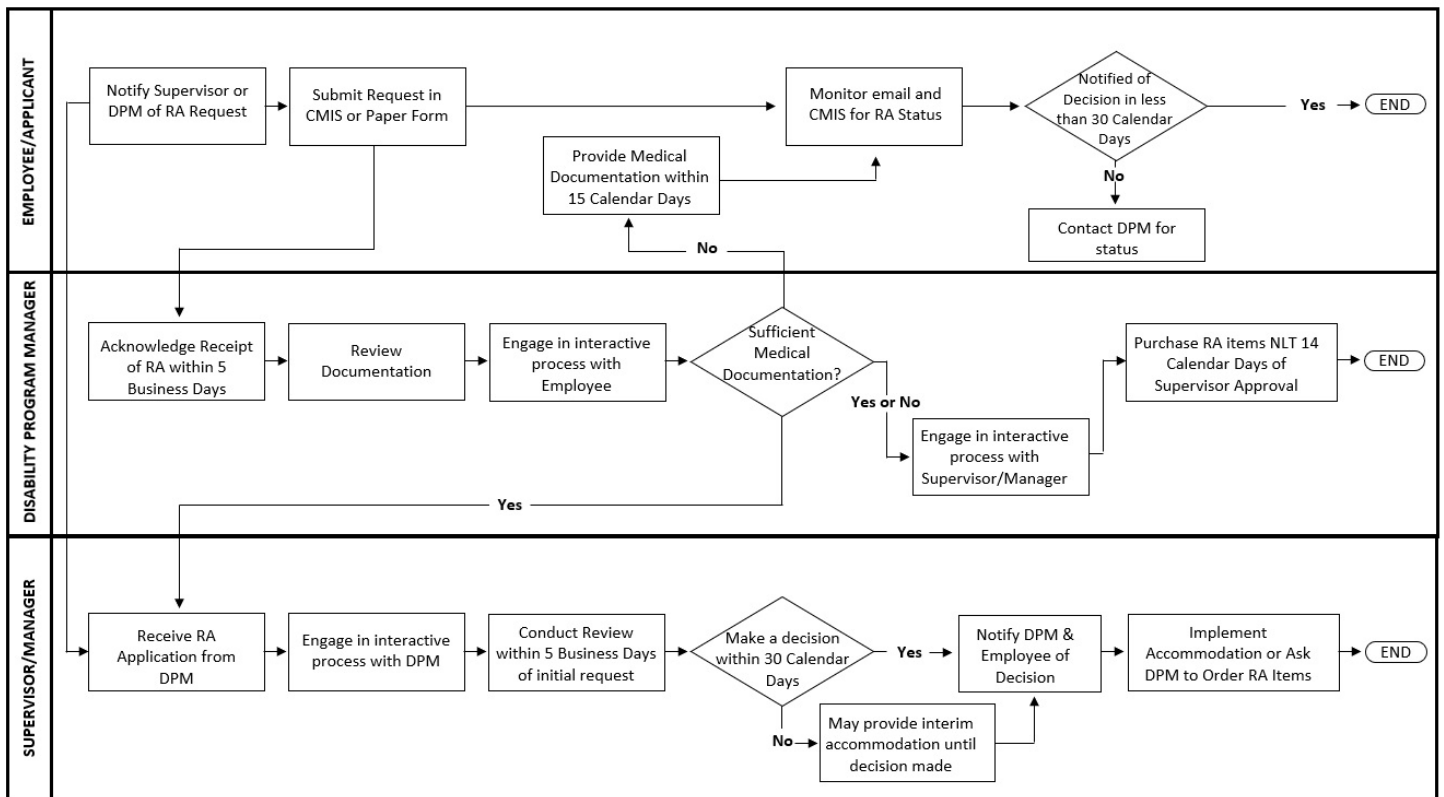 EMPLOYEE/APPLICANT
Notify Supervisor or
DPM of RA Request
Submit Request in
CMIS or Paper Form
Monitor email and
CMIS for RA Status
Notified of
Decision in less
than 30 Calendar
Days
Yes
END
No
Contact DPM for
status
Provide Medical
Documentation within
15 Calendar Days
No
DISABILITY PROGRAM MANAGER
Acknowledge Receipt
of RA within 5
Business Days
Review
Documentation
Engage in interactive
process with
Employee
Sufficient
Medical
Documentation?
Yes or No
Engage in interactive
process with
Supervisor/Manager
Purchase RA items NLT 14
Calendar Days of
Supervisor Approval
END
Yes
SUPERVISOR/MANAGER
Receive RA
Application from
DPM
Engage in interactive
process with DPM
Conduct Review
within 5 Business Days
of initial request
Make a decision
within 30 Calendar
Days
Yes
Notify DPM &
Employee of
Decision
Implement
Accommodation or Ask
DPM to Order RA Items
END
No
May provide interim
accommodation until
decision made